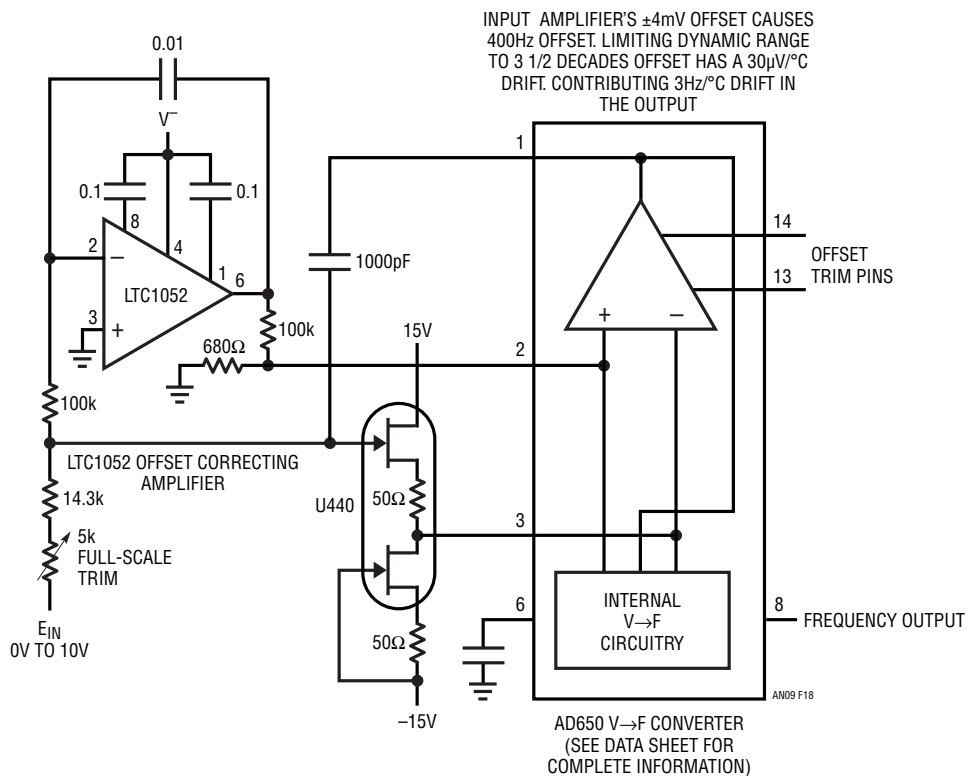 INPUT AMPLIFIER'S ±4mV OFFSET CAUSES
400Hz OFFSET. LIMITING DYNAMIC RANGE
TO 3 1/2 DECADES OFFSET HAS A 30µV/°C
DRIFT. CONTRIBUTING 3Hz/°C DRIFT IN
THE OUTPUT
0.01
V–
0.1
0.1
8
4
1
2
–
6
LTC1052
3
+
100k
680Ω
100k
LTC1052 OFFSET CORRECTING
AMPLIFIER
14.3k
5k
FULL-SCALE
TRIM
EIN
0V TO 10V
1000pF
15V
U440
50Ω
50Ω
–15V
1
2
3
6
14
13
OFFSET
TRIM PINS
+
–
INTERNAL
V→F
CIRCUITRY
8
FREQUENCY OUTPUT
AN09 F18
AD650 V→F CONVERTER
(SEE DATA SHEET FOR
COMPLETE INFORMATION)